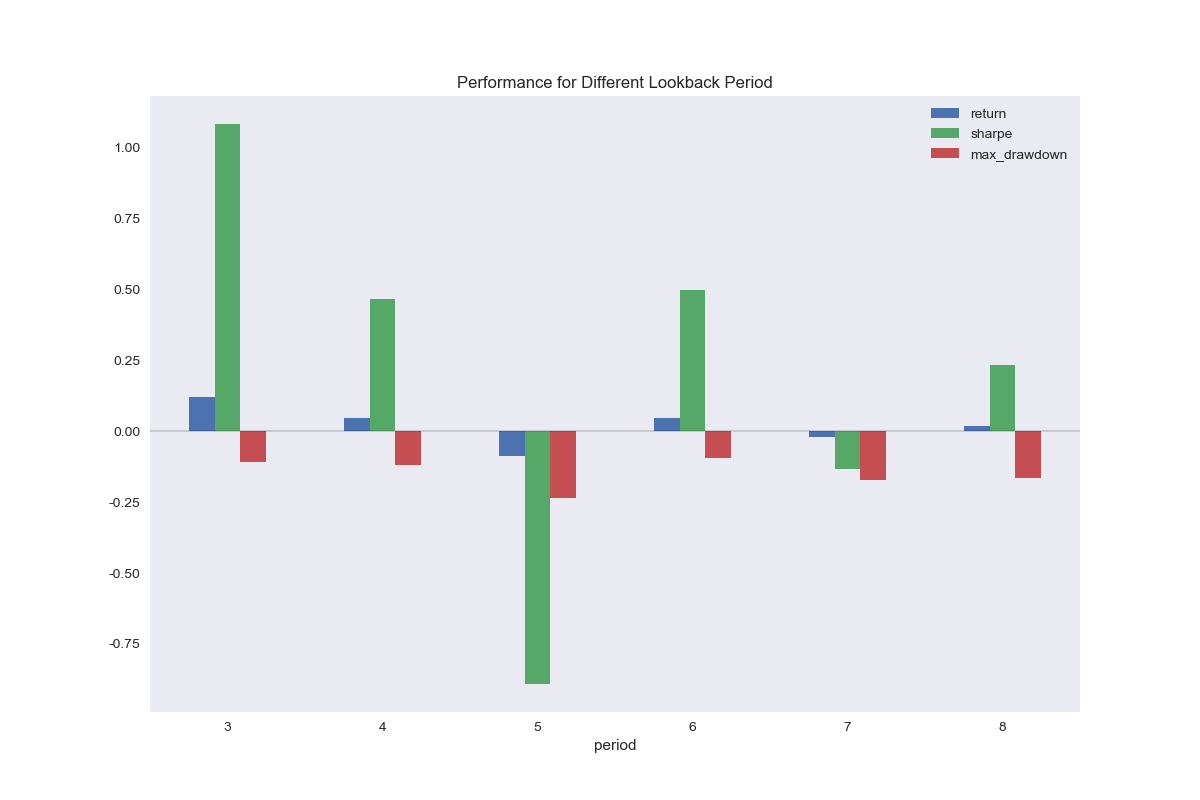 Performance for Different Lookback Period
return
sharpe
max_drawdown
1.00
0.75
0.50
0.25
0.00
-0.25
-0.50
-0.75
3 4 5 6 7 8
period